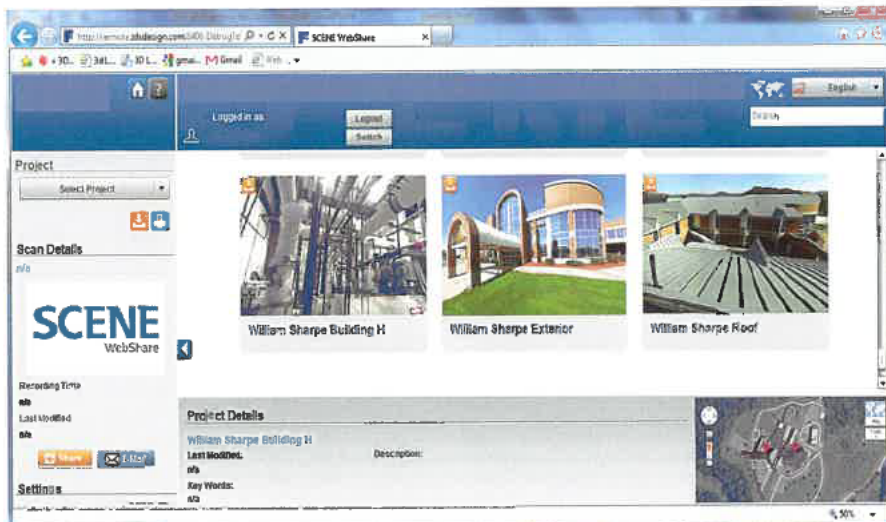 SCENE WebShare
Gmail
English
Logged in as
Logout
Switch
Project
Select Project
Scan Details
n/a
SCENE
WebShare
Recording Time
n/a
Last Modified
n/a
Share
E-Mail
Settings
William Sharpe Building H
William Sharpe Exterior
William Sharpe Roof
Project Details
William Sharpe Building H
Last Modified:
Description:
n/a
Key Words:
n/a
50%